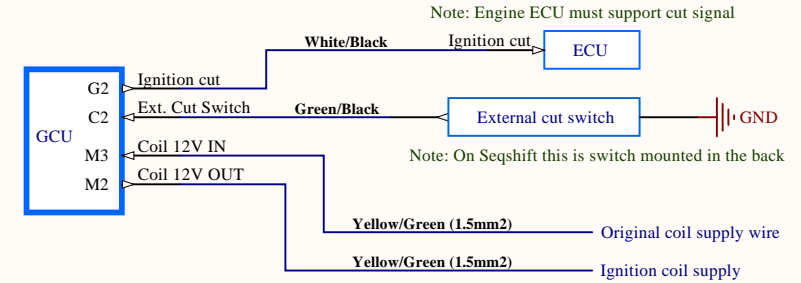 Note: Engine ECU must support cut signal
White/Black
Ignition cut
ECU
G2
Ignition cut
C2
Ext. Cut Switch
Green/Black
External cut switch
GND
GCU
Note: On Seqshift this is switch mounted in the back
M3
Coil 12V IN
M2
Coil 12V OUT
Yellow/Green (1.5mm2)
Original coil supply wire
Yellow/Green (1.5mm2)
Ignition coil supply